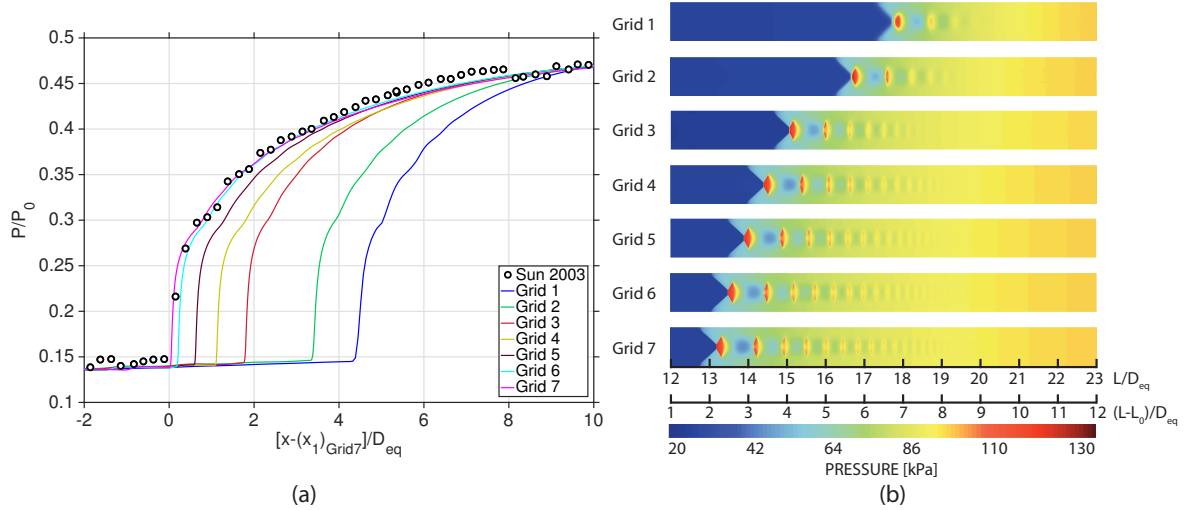 0.5
0.45
0.4
0.35
0.3
0.25
0.2
0.15
0.1
P/P0
-2 0 2 4 6 8 10
[x-(x1)Grid7]/Deq
Sun 2003
Grid 1
Grid 2
Grid 3
Grid 4
Grid 5
Grid 6
Grid 7
(a)
Grid 1
Grid 2
Grid 3
Grid 4
Grid 5
Grid 6
Grid 7
12 13 14 15 16 17 18 19 20 21 22 23 L/Deq
1 2 3 4 5 6 7 8 9 10 11 12 (L-L0)/Deq
20 42 64 86 110 130
PRESSURE [kPa]
(b)